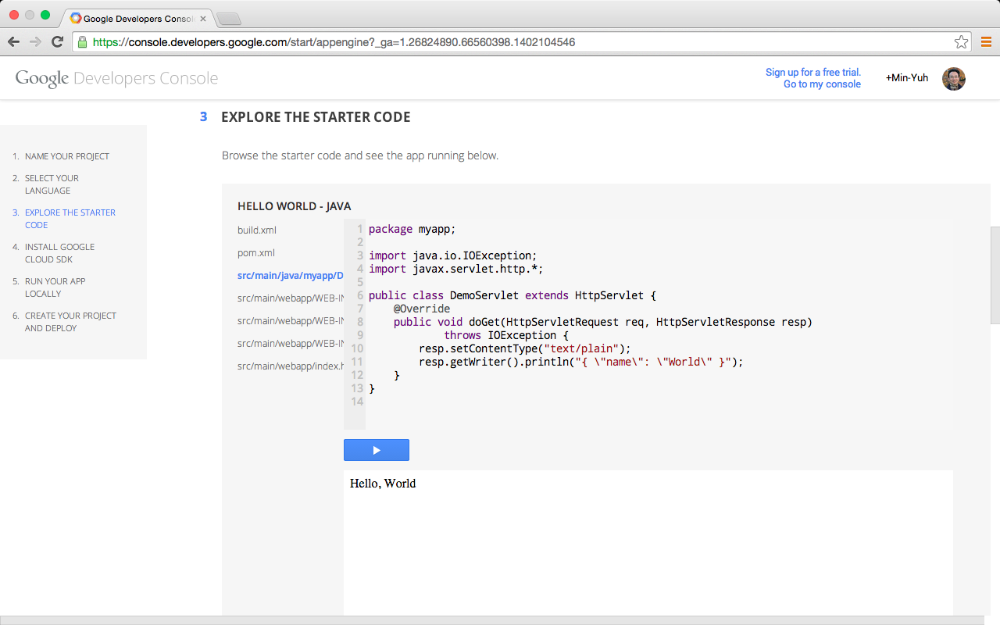 Google Developers Conso
https://console.developers.google.com/start/appengine?_ga=1.26824890.66560398.1402104546
Google Developers Console
Sign up for a free trial.
Go to my console
+Min-Yuh
1. NAME YOUR PROJECT
2. SELECT YOUR
LANGUAGE
3. EXPLORE THE STARTER
CODE
4. INSTALL GOOGLE
CLOUD SDK
5. RUN YOUR APP
LOCALLY
6. CREATE YOUR PROJECT
AND DEPLOY
3 EXPLORE THE STARTER CODE
Browse the starter code and see the app running below.
HELLO WORLD - JAVA
build.xml
pom.xml
src/main/java/myapp/D
src/main/webapp/WEB-IN
src/main/webapp/WEB-IN
src/main/webapp/WEB-IN
src/main/webapp/index.h
1 package myapp;
2
3 import java.io.IOException;
4 import javax.servlet.http.*;
5
6 public class DemoServlet extends HttpServlet {
7 @Override
8 public void doGet(HttpServletRequest req, HttpServletResponse resp)
9 throws IOException {
10 resp.setContentType("text/plain");
11 resp.getWriter().println("{ \"name\": \"World\" }");
12 }
13 }
14
Hello, World